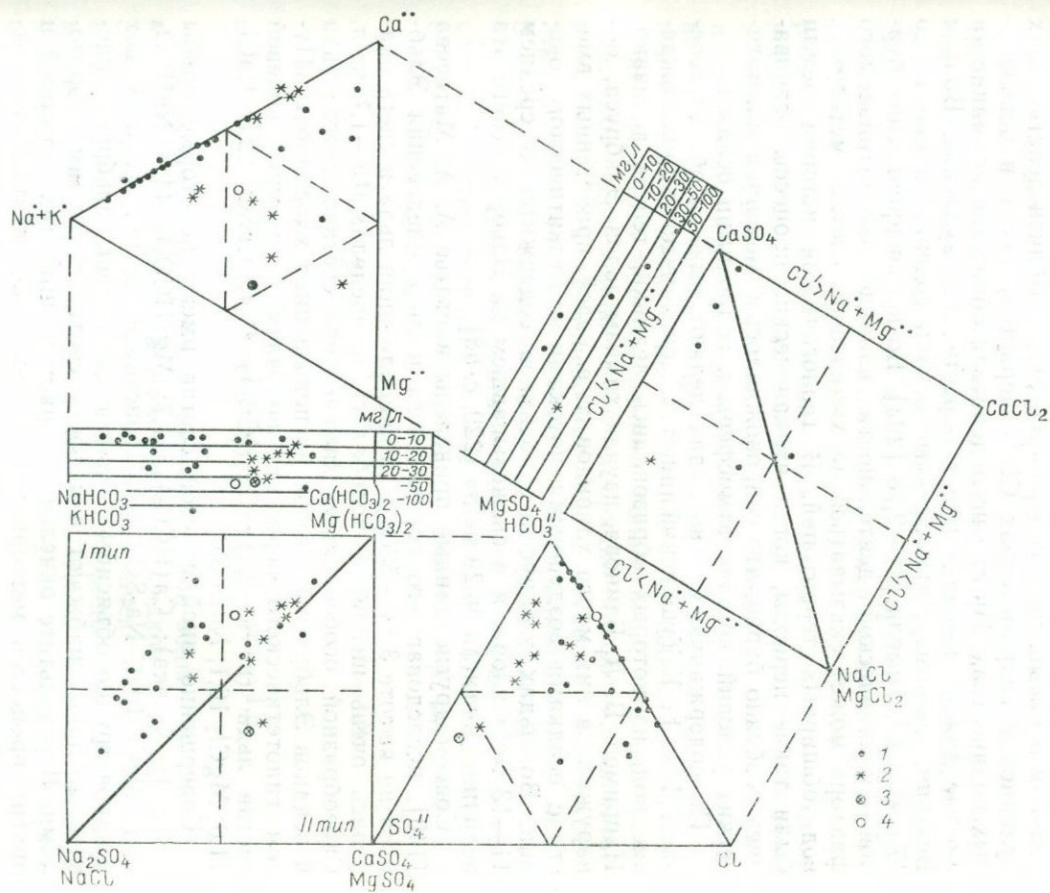 Ca¨
Na˙+K˙
Mg¨
мг/л
0-10
10-20
20-30
30-50
50-100
CaSO4
Cl'>Na˙+Mg¨
CaCl2
Cl'<Na˙+Mg¨
MgSO4
Cl'<Na˙+Mg¨
Cl'>Na˙+Mg¨
NaCl
MgCl2
мг/л
0-10
10-20
20-30
-50
-100
NaHCO3
KHCO3
Ca(HCO3)2
Mg(HCO3)2
HCO3''
I тип
II тип
Na2SO4
NaCl
CaSO4
MgSO4
SO4''
Cl
1
2
3
4